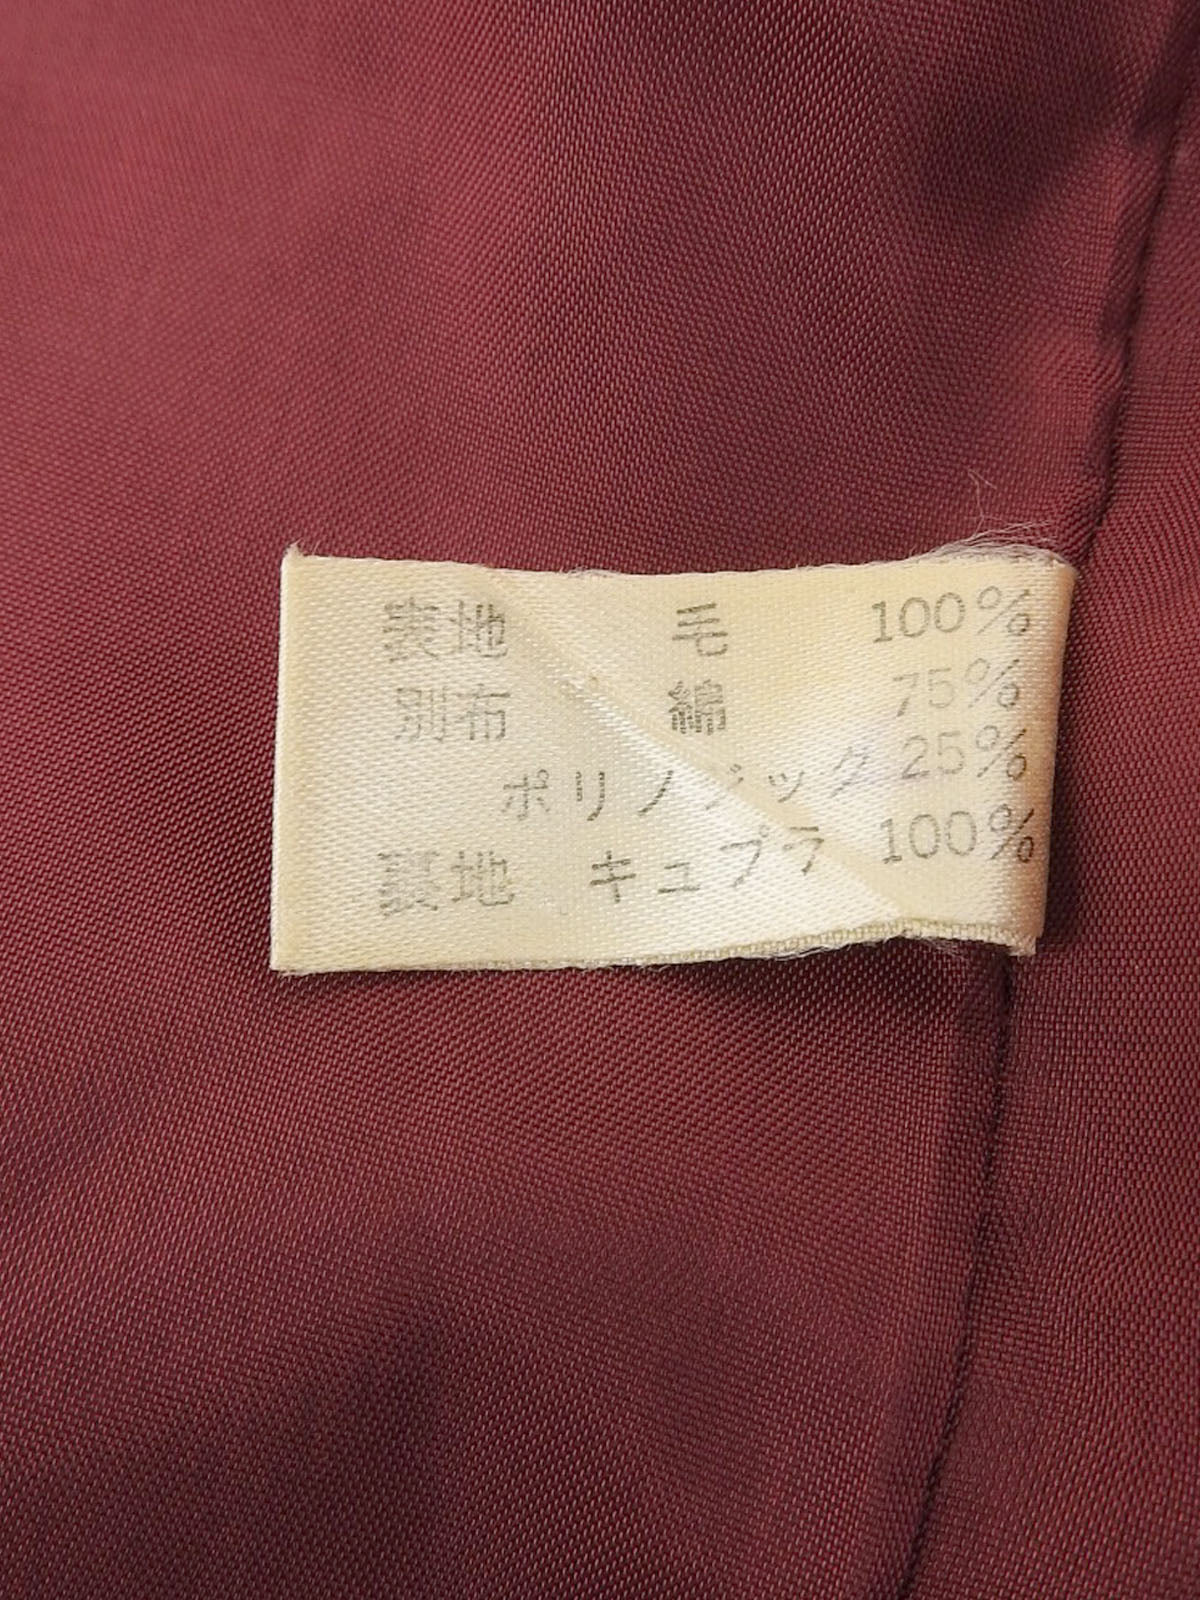 表地 毛 100%
別布 綿 75%
ポリノジック 25%
裏地 キュプラ 100%